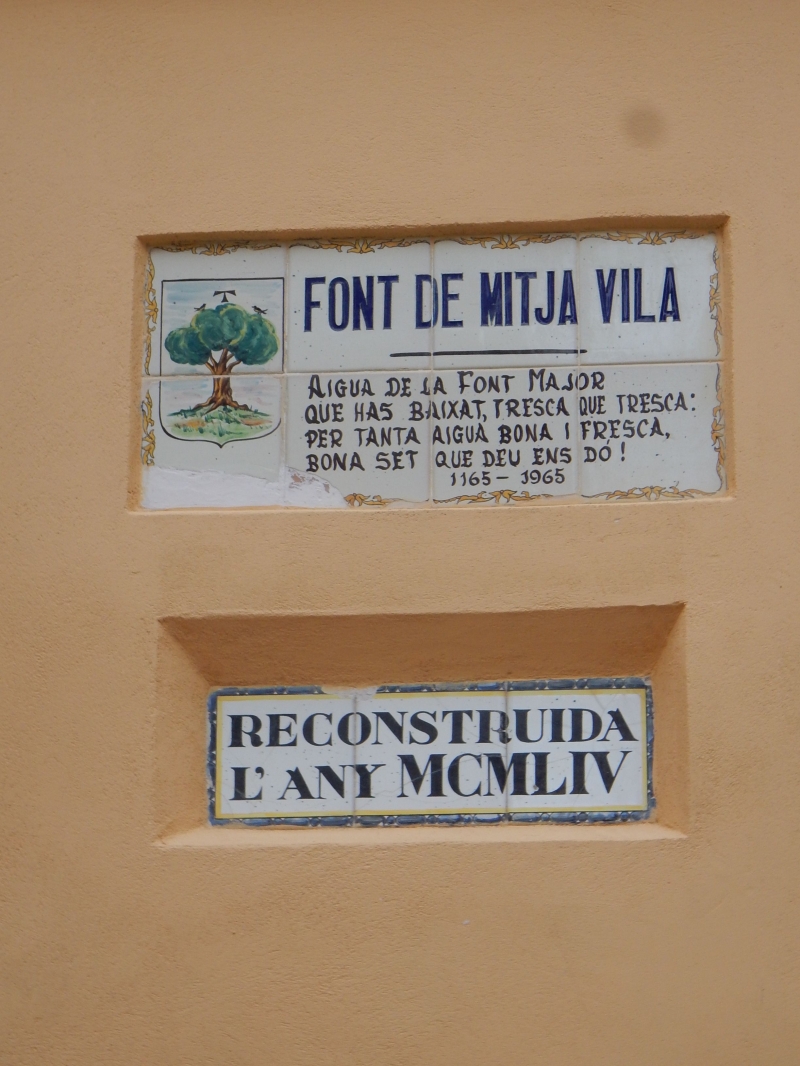 FONT DE MITJA VILA
AIGUA DE LA FONT MAJOR
QUE HAS BAIXAT, TRESCA QUE TRESCA:
PER TANTA AIGUA BONA I FRESCA,
BONA SET QUE DEU ENS DÓ!
1165 - 1965
RECONSTRUIDA
L'ANY MCMLIV